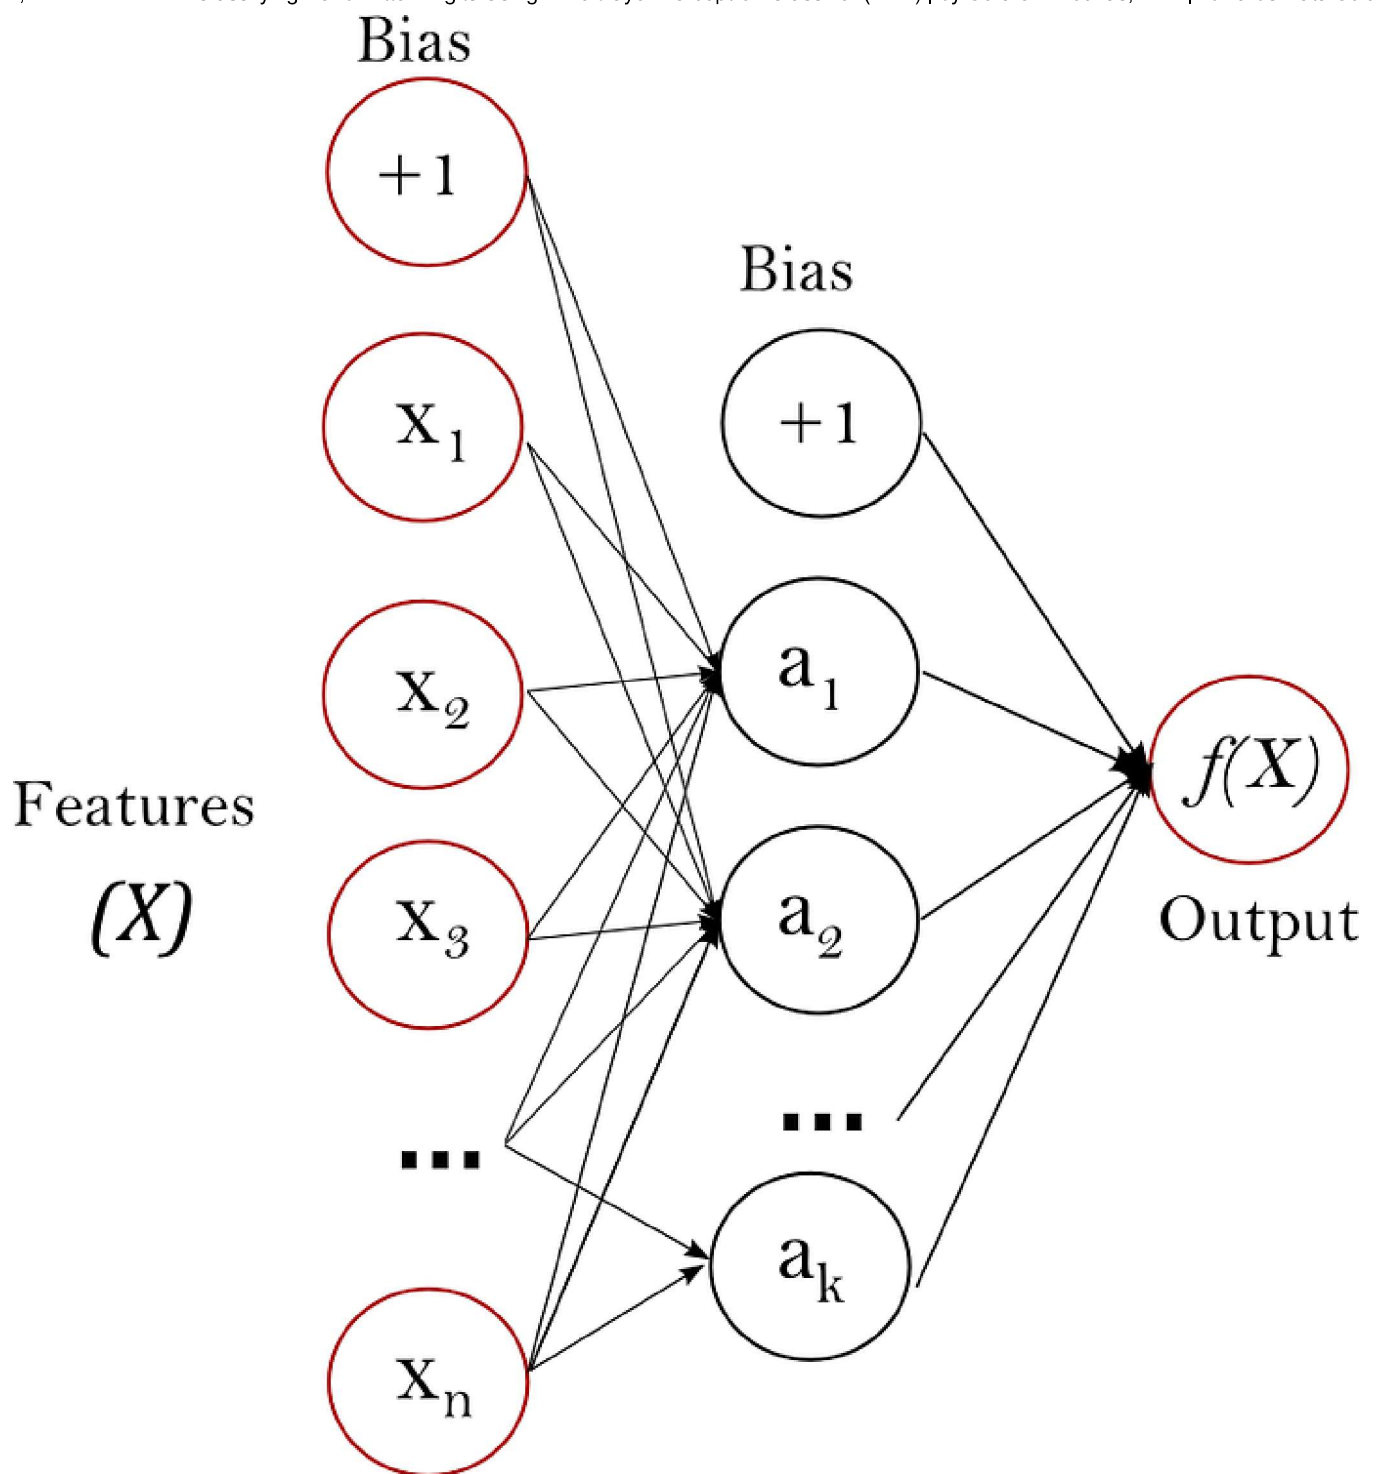 Bias
+1
x1
x2
x3
...
xn
Features
(X)
Bias
+1
a1
a2
...
ak
f(X)
Output